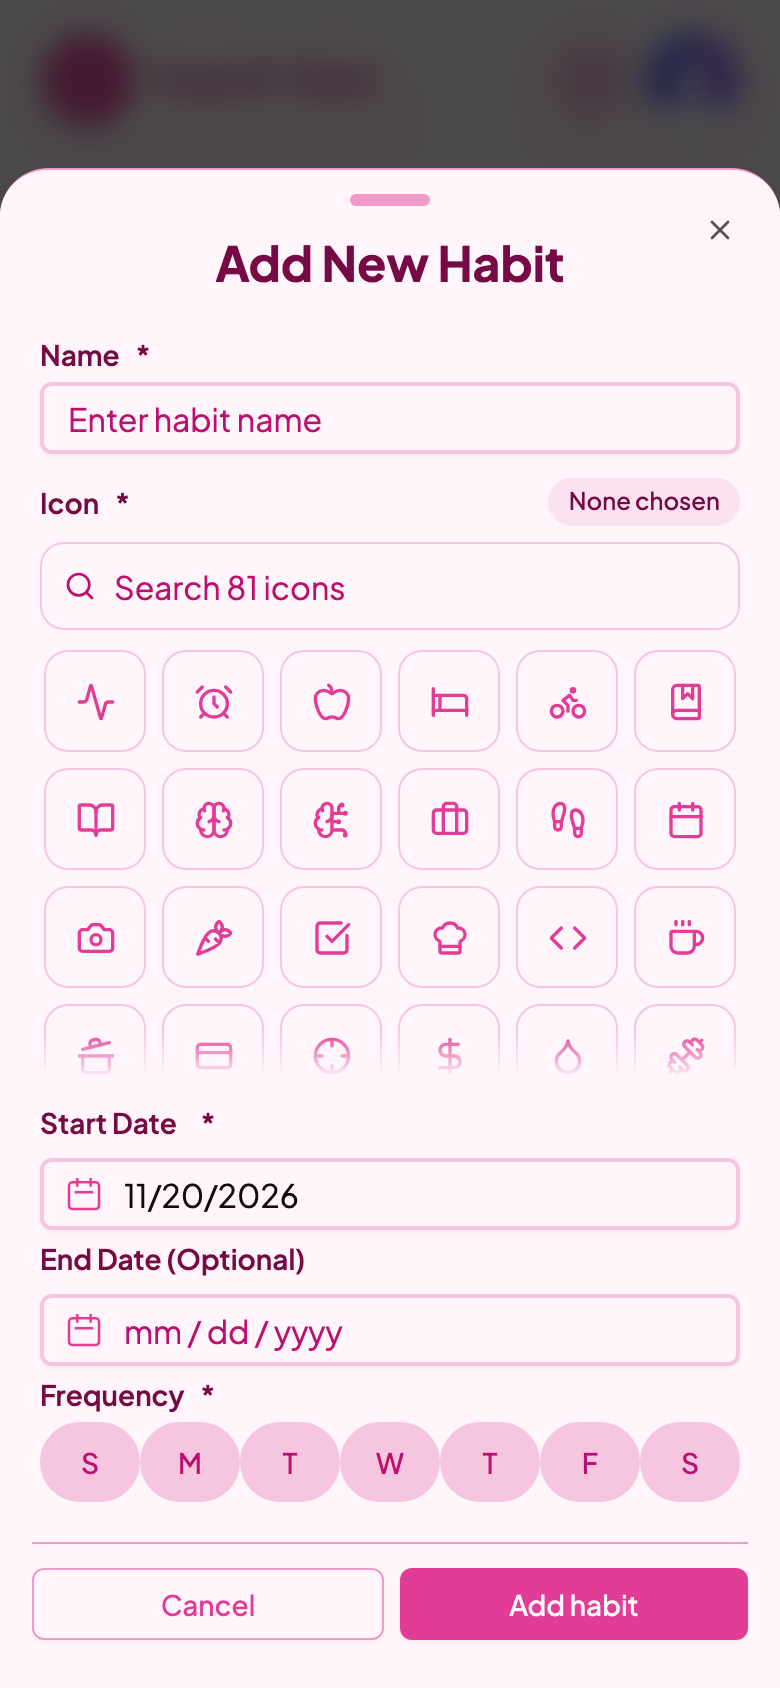 Add New Habit
Name *
Enter habit name
Icon *
None chosen
Search 81 icons
Start Date *
11/20/2026
End Date (Optional)
mm / dd / yyyy
Frequency *
S M T W T F S
Cancel
Add habit